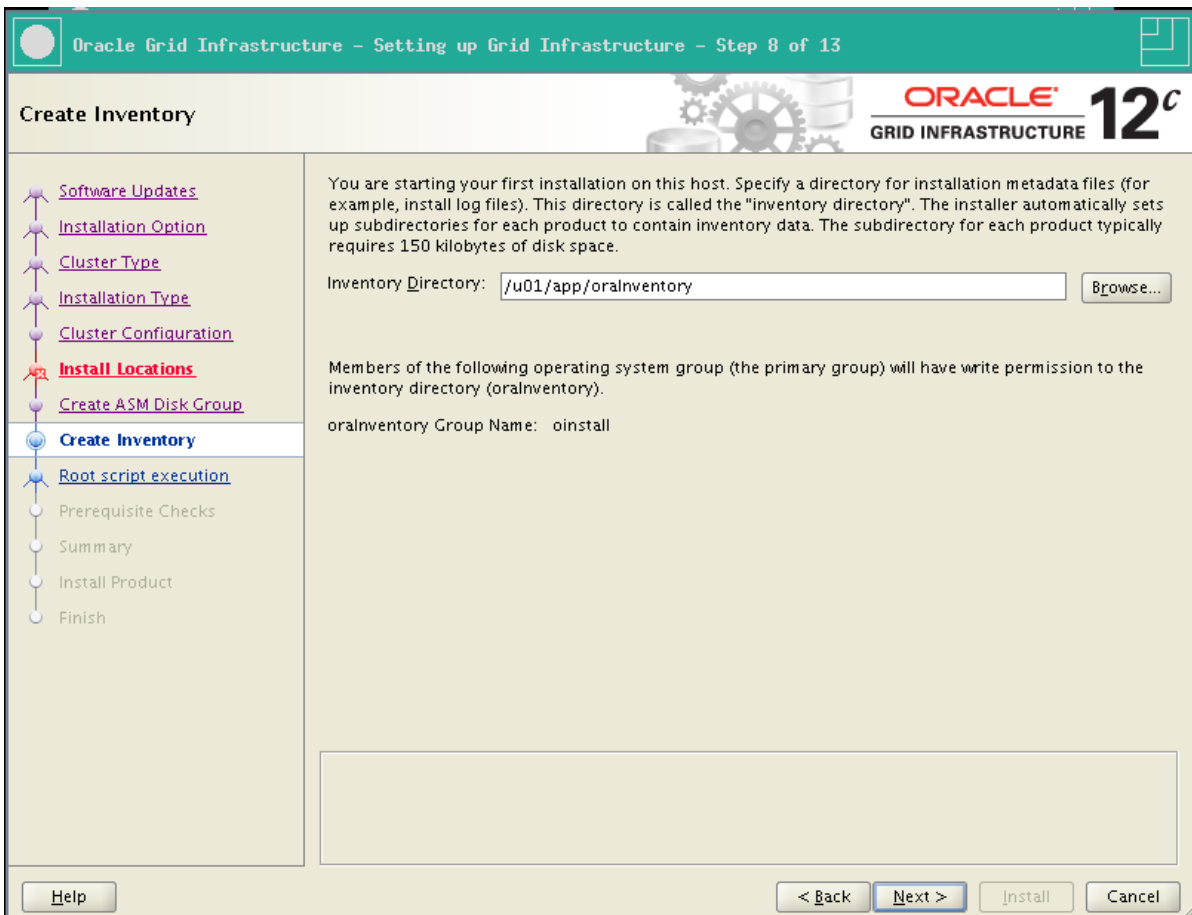 Oracle Grid Infrastructure - Setting up Grid Infrastructure - Step 8 of 13
Create Inventory
ORACLE
GRID INFRASTRUCTURE
12c
Software Updates
Installation Option
Cluster Type
Installation Type
Cluster Configuration
Install Locations
Create ASM Disk Group
Create Inventory
Root script execution
Prerequisite Checks
Summary
Install Product
Finish
You are starting your first installation on this host. Specify a directory for installation metadata files (for
example, install log files). This directory is called the "inventory directory". The installer automatically sets
up subdirectories for each product to contain inventory data. The subdirectory for each product typically
requires 150 kilobytes of disk space.
Inventory Directory: /u01/app/oraInventory Browse...
Members of the following operating system group (the primary group) will have write permission to the
inventory directory (oraInventory).
oraInventory Group Name: oinstall
Help < Back Next > Install Cancel